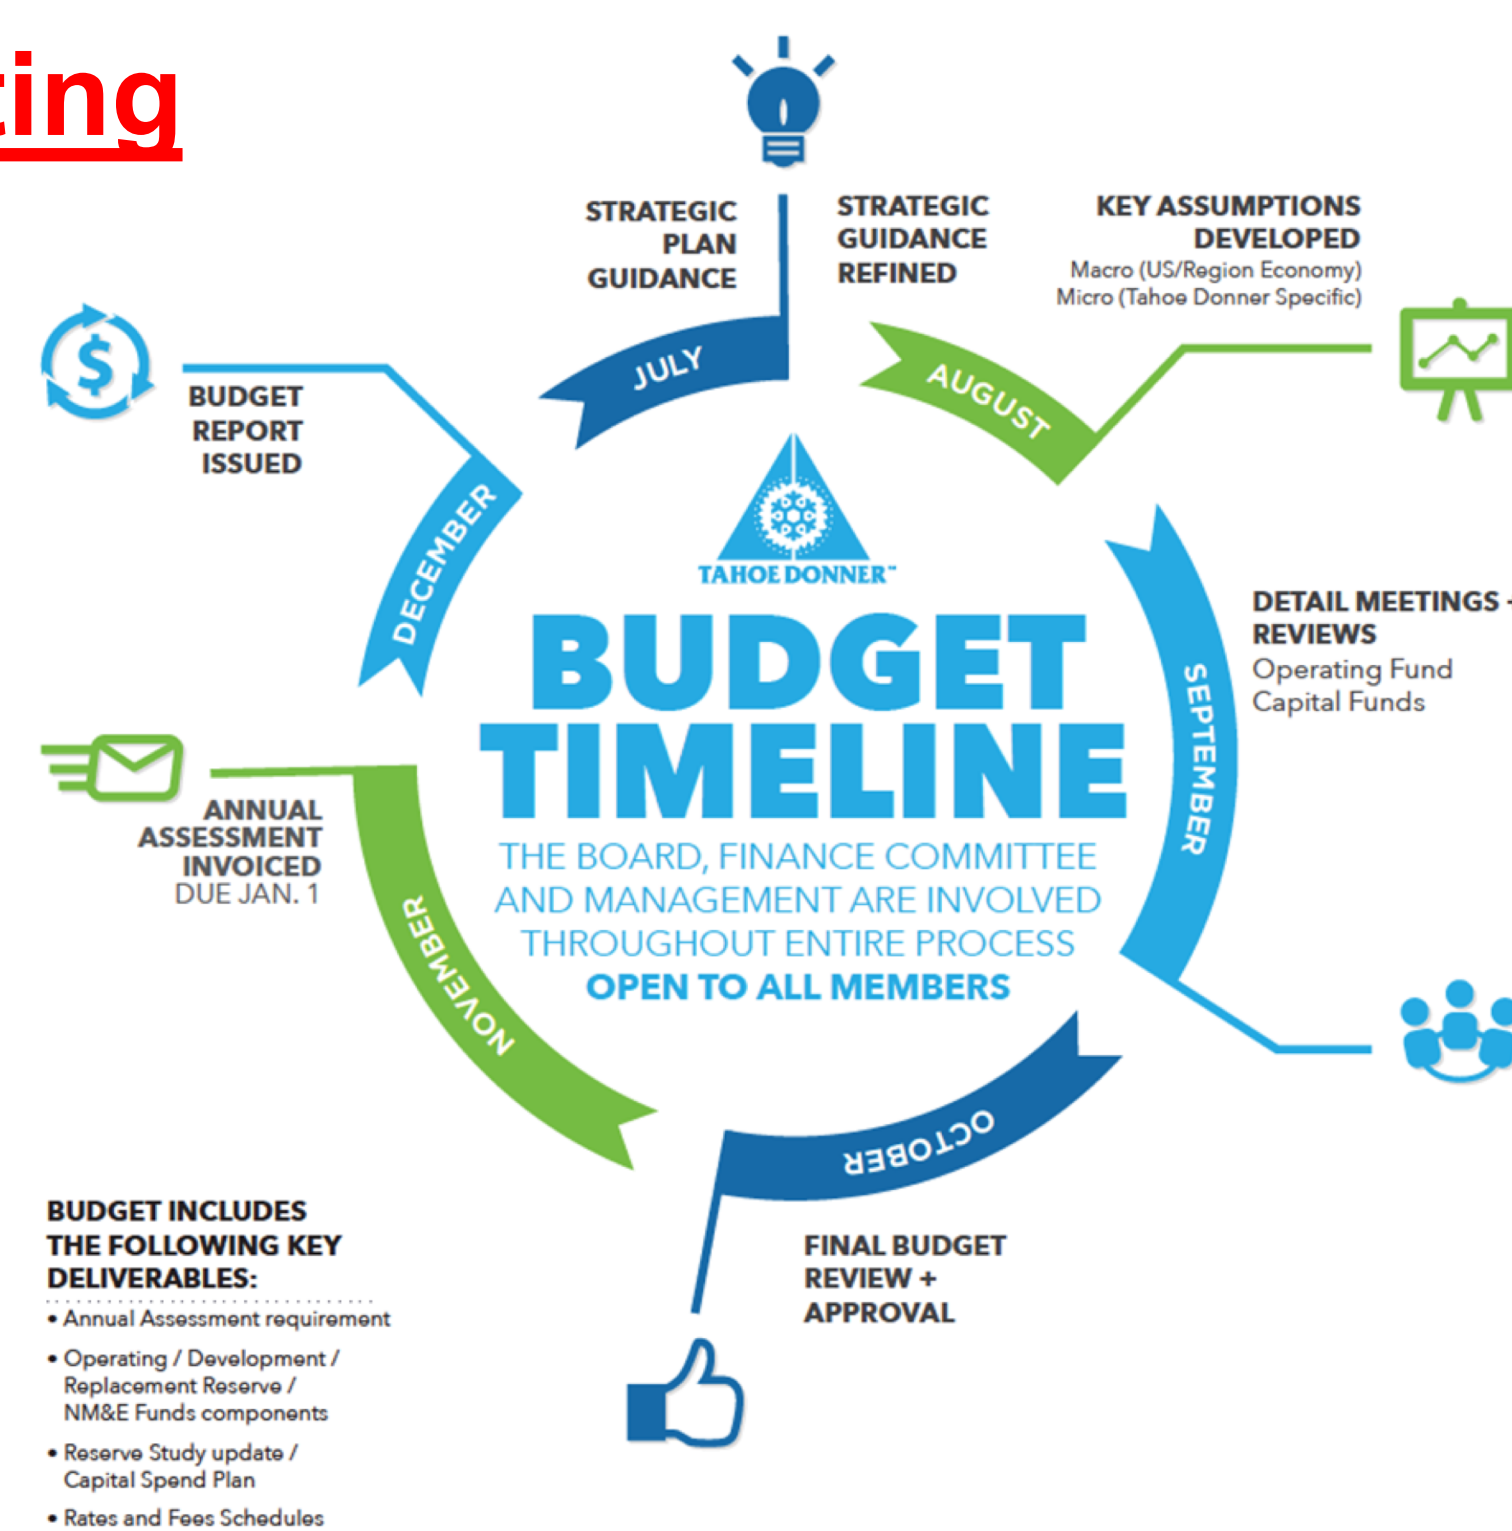 ting
STRATEGIC
PLAN
GUIDANCE
STRATEGIC
GUIDANCE
REFINED
KEY ASSUMPTIONS
DEVELOPED
Macro (US/Region Economy)
Micro (Tahoe Donner Specific)
JULY
AUGUST
$
BUDGET
REPORT
ISSUED
DECEMBER
TAHOE DONNER™
BUDGET
TIMELINE
THE BOARD, FINANCE COMMITTEE
AND MANAGEMENT ARE INVOLVED
THROUGHOUT ENTIRE PROCESS
OPEN TO ALL MEMBERS
DETAIL MEETINGS -
REVIEWS
Operating Fund
Capital Funds
SEPTEMBER
ANNUAL
ASSESSMENT
INVOICED
DUE JAN. 1
NOVEMBER
OCTOBER
FINAL BUDGET
REVIEW +
APPROVAL
BUDGET INCLUDES
THE FOLLOWING KEY
DELIVERABLES:
• Annual Assessment requirement
• Operating / Development /
Replacement Reserve /
NM&E Funds components
• Reserve Study update /
Capital Spend Plan
• Rates and Fees Schedules